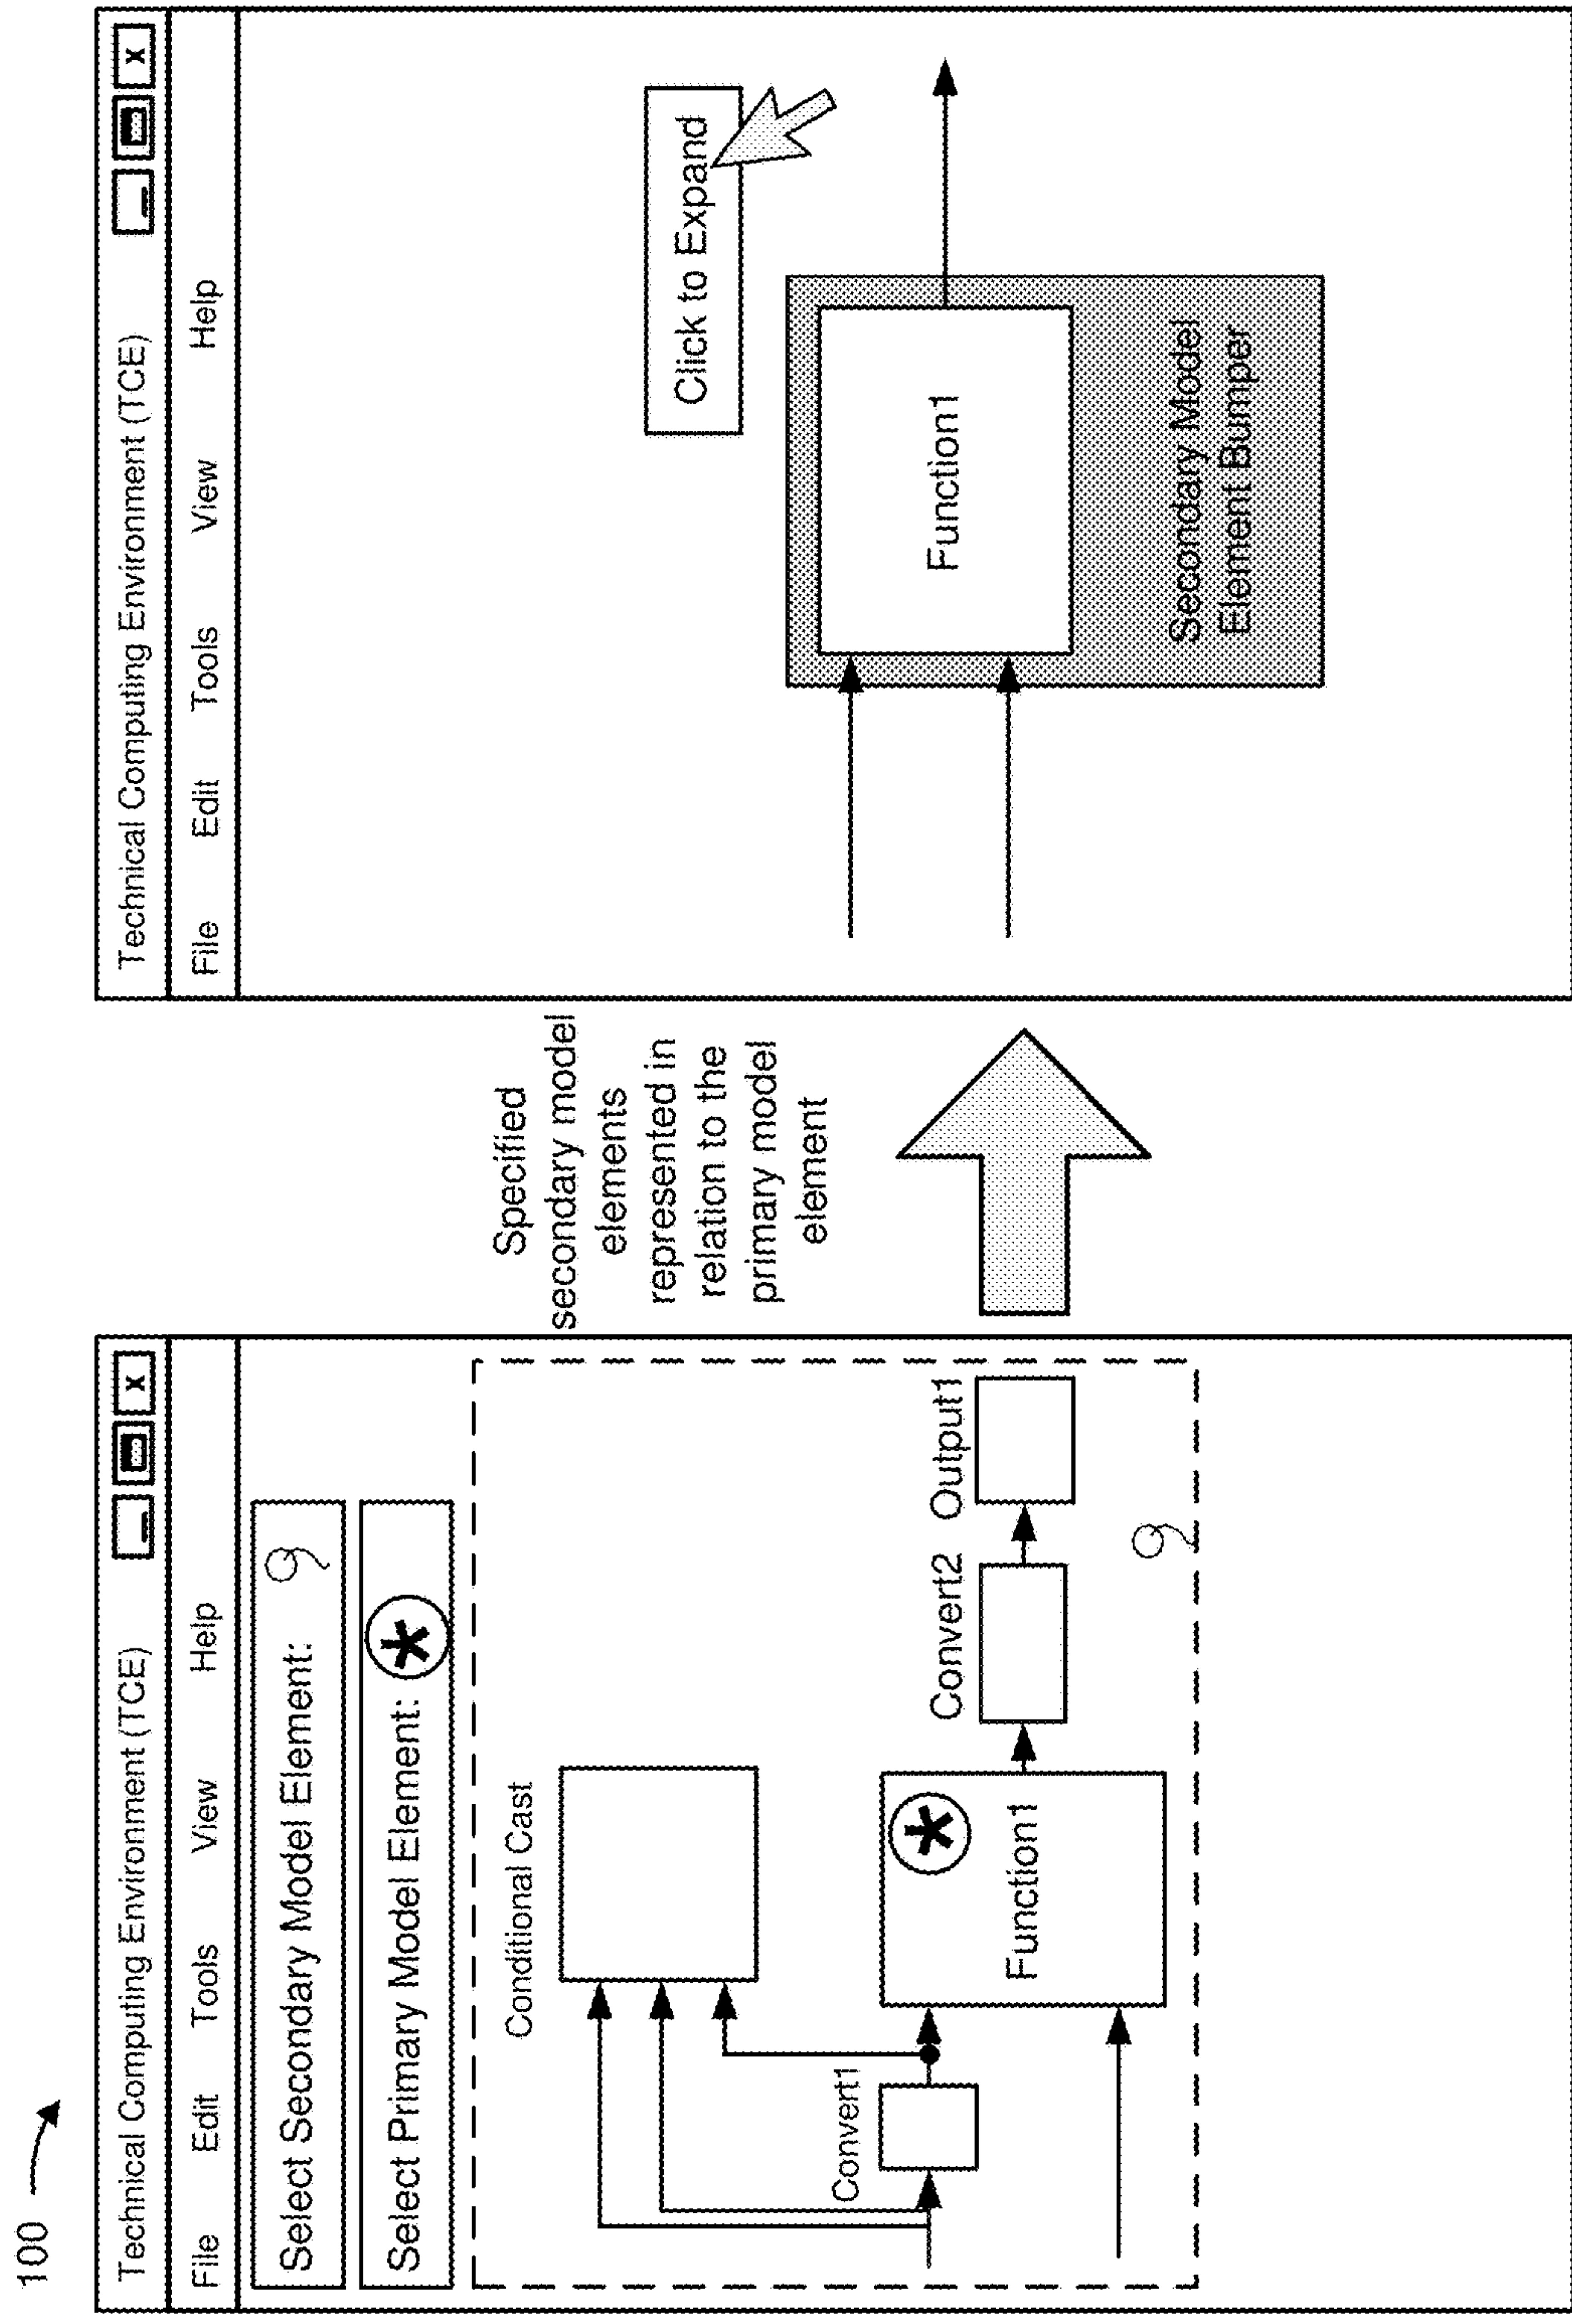 100
Technical Computing Environment (TCE) _ x
File Edit Tools View Help
Select Secondary Model Element:
Select Primary Model Element: *
Conditional Cast
Convert1
*
Function1
Convert2
Output1
Specified
secondary model
elements
represented in
relation to the
primary model
element
Technical Computing Environment (TCE) _ x
File Edit Tools View Help
Click to Expand
Function1
Secondary Model
Element Bumper